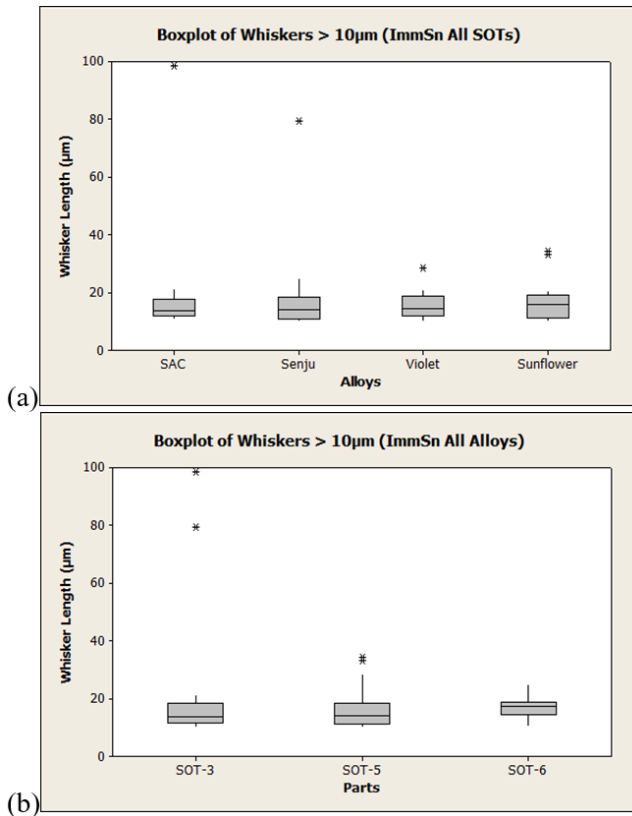 Boxplot of Whiskers > 10µm (ImmSn All SOTs)
100
80
60
40
20
0
Whisker Length (µm)
SAC Senju Violet Sunflower
Alloys
(a)
Boxplot of Whiskers > 10µm (ImmSn All Alloys)
100
80
60
40
20
0
Whisker Length (µm)
SOT-3 SOT-5 SOT-6
Parts
(b)